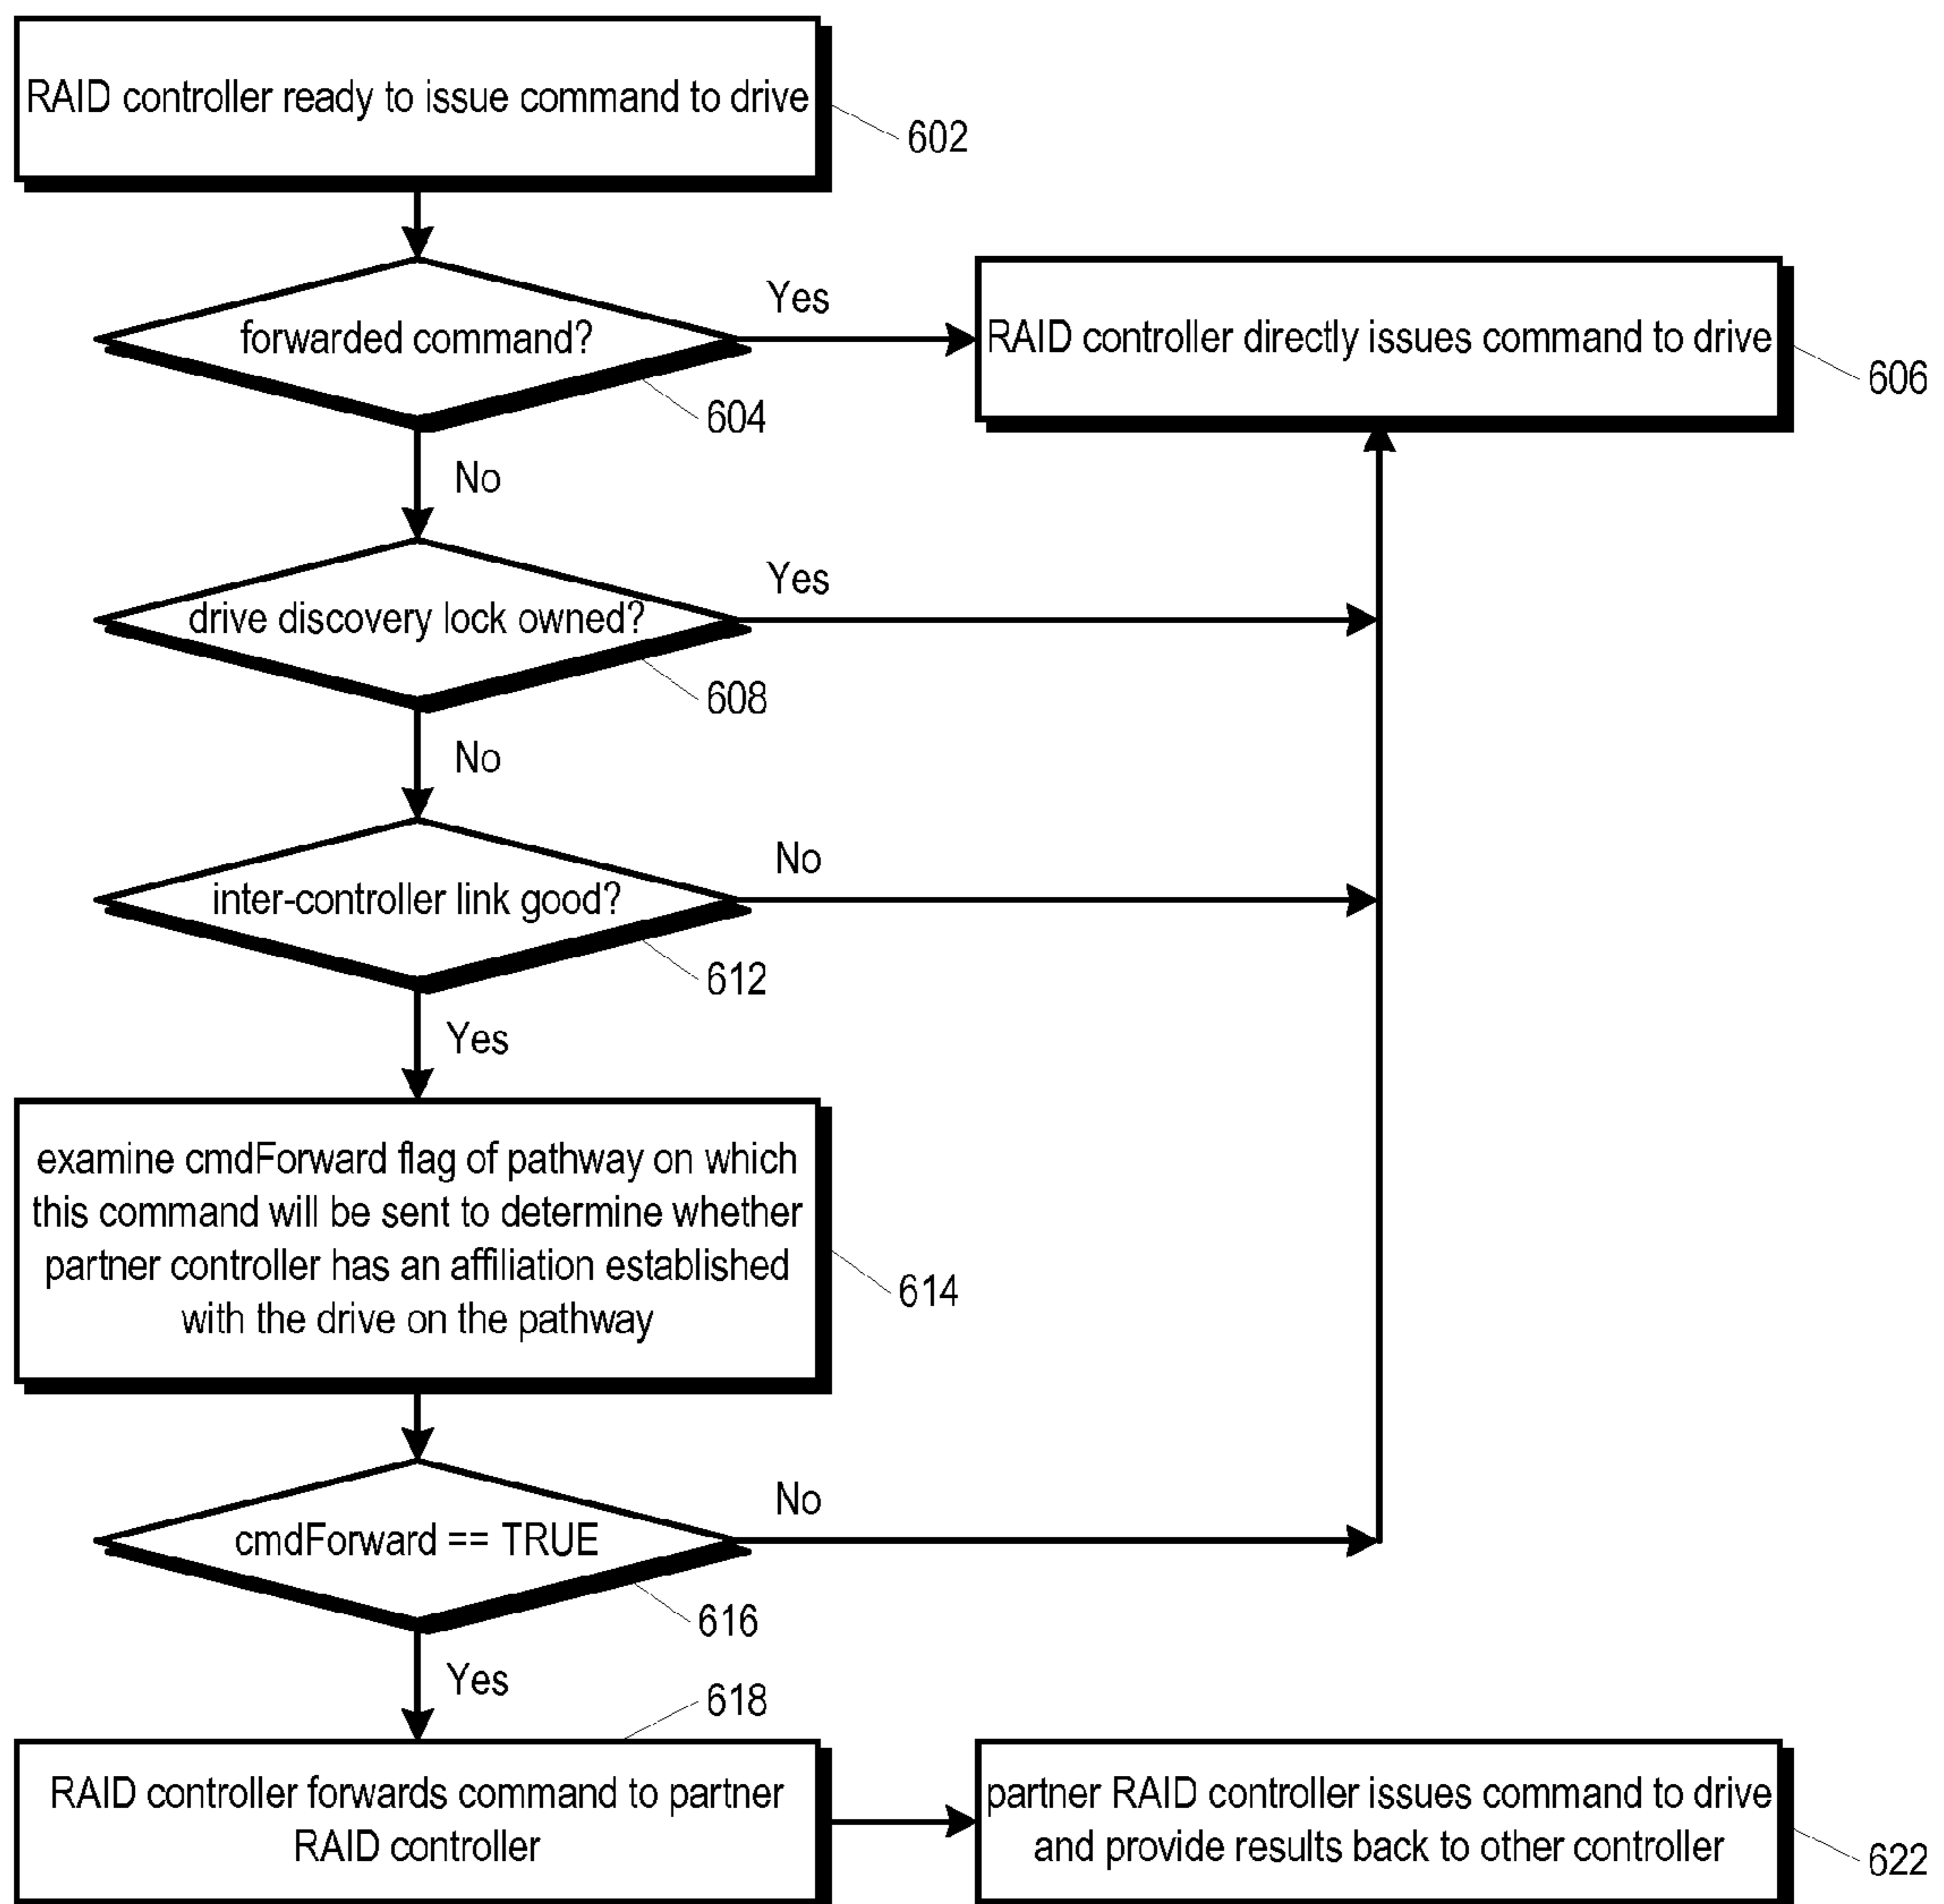 RAID controller ready to issue command to drive
602
forwarded command?
604
Yes
RAID controller directly issues command to drive
606
No
drive discovery lock owned?
608
Yes
No
inter-controller link good?
612
No
Yes
examine cmdForward flag of pathway on which
this command will be sent to determine whether
partner controller has an affiliation established
with the drive on the pathway
614
cmdForward == TRUE
616
No
Yes
618
RAID controller forwards command to partner
RAID controller
partner RAID controller issues command to drive
and provide results back to other controller
622